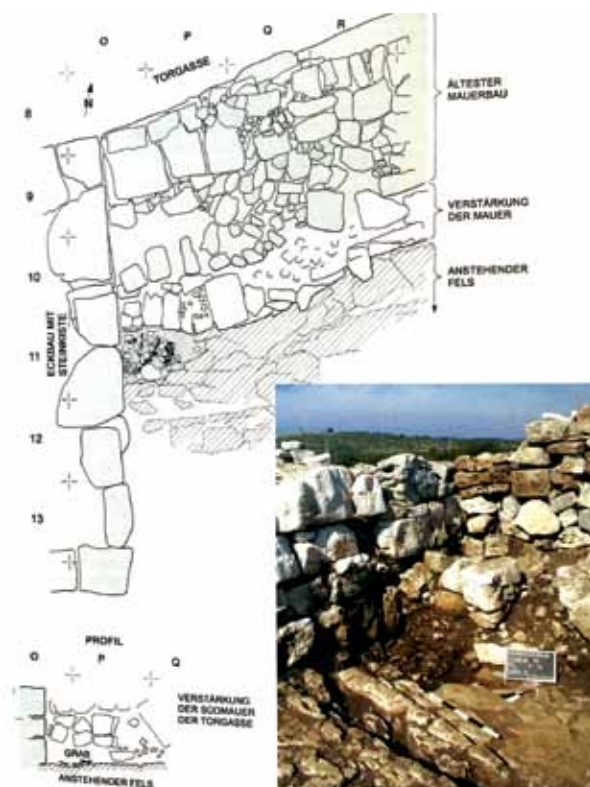 O P Q R
TORGASSE
N
8
9
10
11
12
13
ÄLTESTER
MAUERBAU
VERSTÄRKUNG
DER MAUER
ANSTEHENDER
FELS
ECKBAU MIT
STEINKISTE
PROFIL
O P Q
VERSTÄRKUNG
DER SÜDMAUER
DER TORGASSE
GRAB
ANSTEHENDER FELS